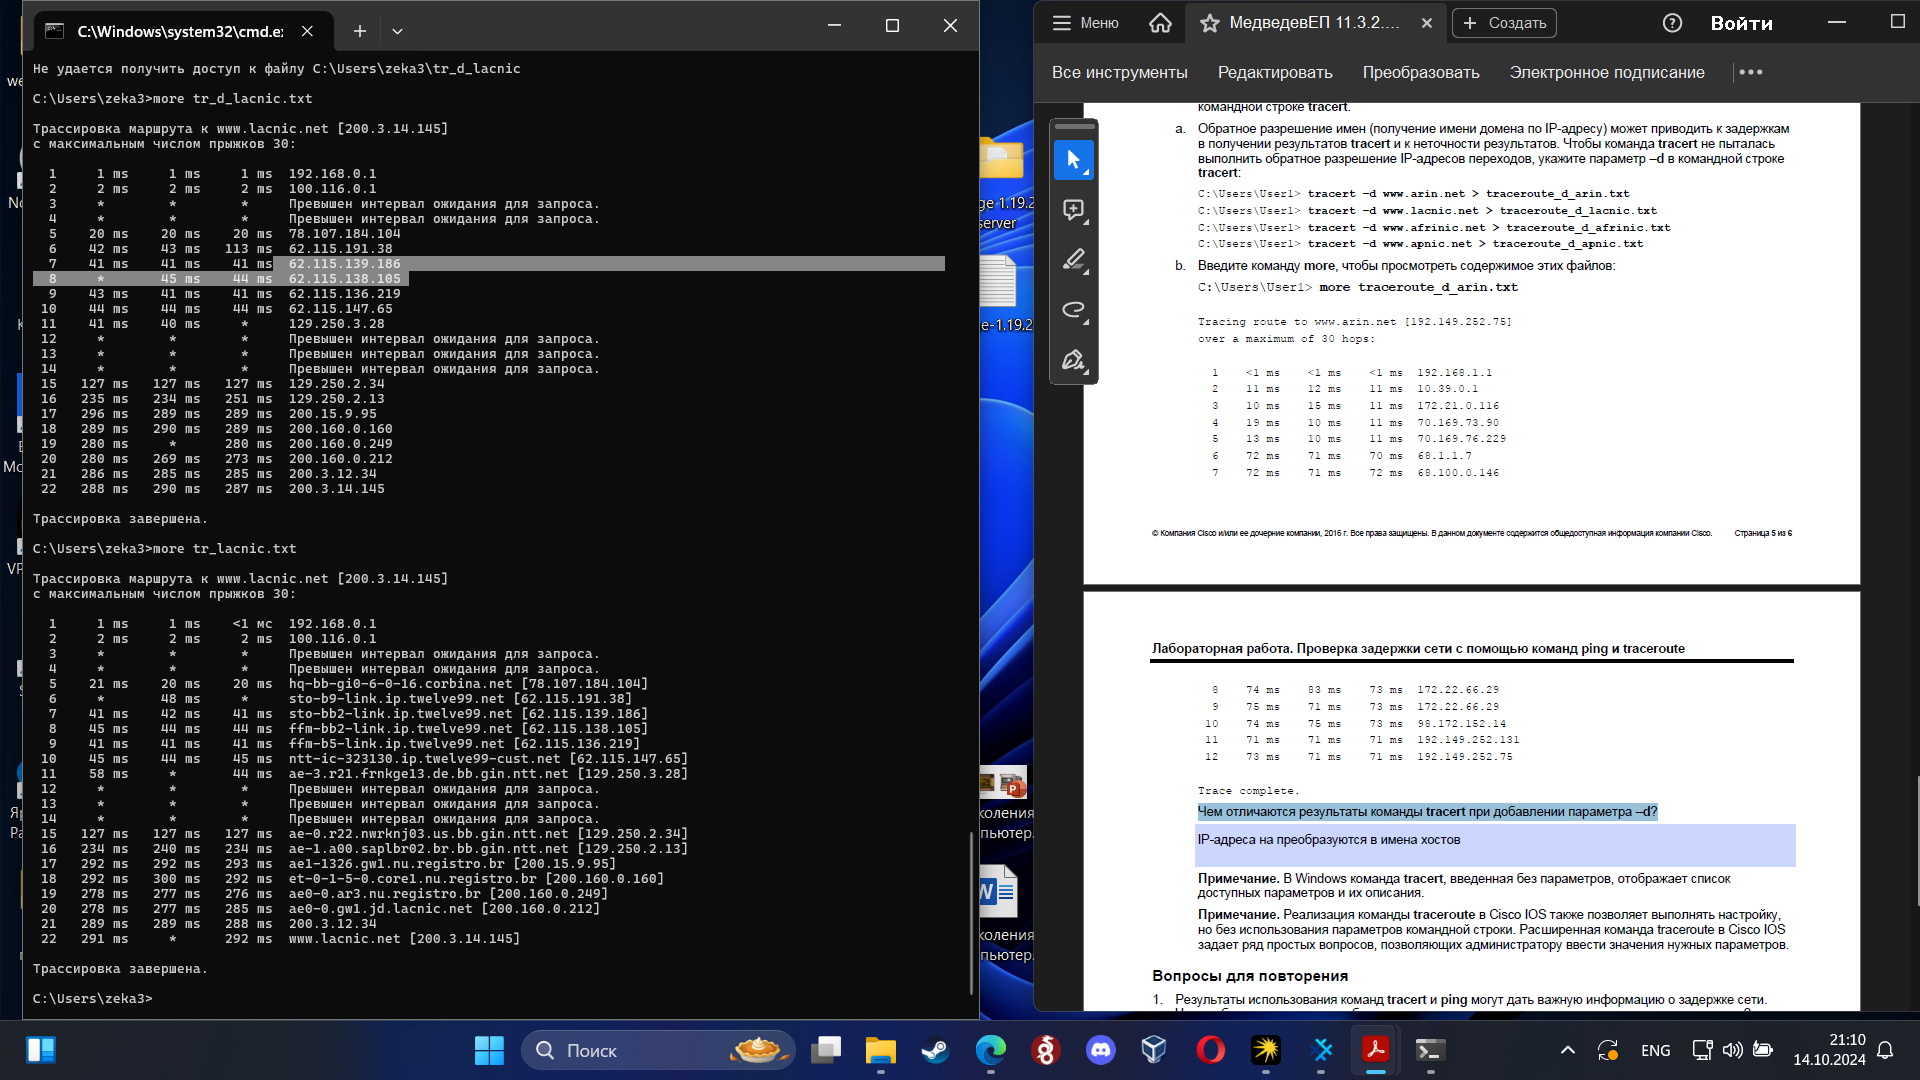 C:\Windows\system32\cmd.e:
Не удается получить доступ к файлу C:\Users\zeka3\tr_d_lacnic
C:\Users\zeka3>more tr_d_lacnic.txt
Трассировка маршрута к www.lacnic.net [200.3.14.145]
с максимальным числом прыжков 30:
1 1 ms 1 ms 1 ms 192.168.0.1
2 2 ms 2 ms 2 ms 100.116.0.1
3 * * * Превышен интервал ожидания для запроса.
4 * * * Превышен интервал ожидания для запроса.
5 20 ms 20 ms 20 ms 78.107.184.104
6 42 ms 43 ms 113 ms 62.115.191.38
7 41 ms 41 ms 41 ms 62.115.139.186
8 * 45 ms 44 ms 62.115.138.105
9 43 ms 41 ms 41 ms 62.115.136.219
10 44 ms 44 ms 44 ms 62.115.147.65
11 41 ms 40 ms * 129.250.3.28
12 * * * Превышен интервал ожидания для запроса.
13 * * * Превышен интервал ожидания для запроса.
14 * * * Превышен интервал ожидания для запроса.
15 127 ms 127 ms 127 ms 129.250.2.34
16 235 ms 234 ms 251 ms 129.250.2.13
17 296 ms 289 ms 289 ms 200.15.9.95
18 289 ms 290 ms 289 ms 200.160.0.160
19 280 ms * 280 ms 200.160.0.249
20 280 ms 269 ms 273 ms 200.160.0.212
21 286 ms 285 ms 285 ms 200.3.12.34
22 288 ms 290 ms 287 ms 200.3.14.145
Трассировка завершена.
C:\Users\zeka3>more tr_lacnic.txt
Трассировка маршрута к www.lacnic.net [200.3.14.145]
с максимальным числом прыжков 30:
1 1 ms 1 ms <1 мс 192.168.0.1
2 2 ms 2 ms 2 ms 100.116.0.1
3 * * * Превышен интервал ожидания для запроса.
4 * * * Превышен интервал ожидания для запроса.
5 21 ms 20 ms 20 ms hq-bb-gi0-6-0-16.corbina.net [78.107.184.104]
6 * 48 ms * sto-b9-link.ip.twelve99.net [62.115.191.38]
7 41 ms 42 ms 41 ms sto-bb2-link.ip.twelve99.net [62.115.139.186]
8 45 ms 44 ms 44 ms ffm-bb2-link.ip.twelve99.net [62.115.138.105]
9 41 ms 41 ms 41 ms ffm-b5-link.ip.twelve99.net [62.115.136.219]
10 45 ms 44 ms 45 ms ntt-ic-323130.ip.twelve99-cust.net [62.115.147.65]
11 58 ms * 44 ms ae-3.r21.frnkge13.de.bb.gin.ntt.net [129.250.3.28]
12 * * * Превышен интервал ожидания для запроса.
13 * * * Превышен интервал ожидания для запроса.
14 * * * Превышен интервал ожидания для запроса.
15 127 ms 127 ms 127 ms ae-0.r22.nwrknj03.us.bb.gin.ntt.net [129.250.2.34]
16 234 ms 240 ms 234 ms ae-1.a00.saplbr02.br.bb.gin.ntt.net [129.250.2.13]
17 292 ms 292 ms 293 ms ae1-1326.gw1.nu.registro.br [200.15.9.95]
18 292 ms 300 ms 292 ms et-0-1-5-0.core1.nu.registro.br [200.160.0.160]
19 278 ms 277 ms 276 ms ae0-0.ar3.nu.registro.br [200.160.0.249]
20 278 ms 277 ms 285 ms ae0-0.gw1.jd.lacnic.net [200.160.0.212]
21 289 ms 289 ms 288 ms 200.3.12.34
22 291 ms * 292 ms www.lacnic.net [200.3.14.145]
Трассировка завершена.
C:\Users\zeka3>
Меню
МедведевЕП 11.3.2....
Создать
Войти
Все инструменты Редактировать Преобразовать Электронное подписание
командной строке tracert.
a. Обратное разрешение имен (получение имени домена по IP-адресу) может приводить к задержкам
в получении результатов tracert и к неточности результатов. Чтобы команда tracert не пыталась
выполнить обратное разрешение IP-адресов переходов, укажите параметр –d в командной строке
tracert:
C:\Users\User1> tracert –d www.arin.net > traceroute_d_arin.txt
C:\Users\User1> tracert –d www.lacnic.net > traceroute_d_lacnic.txt
C:\Users\User1> tracert –d www.afrinic.net > traceroute_d_afrinic.txt
C:\Users\User1> tracert –d www.apnic.net > traceroute_d_apnic.txt
b. Введите команду more, чтобы просмотреть содержимое этих файлов:
C:\Users\User1> more traceroute_d_arin.txt
Tracing route to www.arin.net [192.149.252.75]
over a maximum of 30 hops:
1 <1 ms <1 ms <1 ms 192.168.1.1
2 11 ms 12 ms 11 ms 10.39.0.1
3 10 ms 15 ms 11 ms 172.21.0.116
4 19 ms 10 ms 11 ms 70.169.73.90
5 13 ms 10 ms 11 ms 70.169.76.229
6 72 ms 71 ms 70 ms 68.1.1.7
7 72 ms 71 ms 72 ms 68.100.0.146
© Компания Cisco и/или ее дочерние компании, 2016 г. Все права защищены. В данном документе содержится общедоступная информация компании Cisco. Страница 5 из 6
Лабораторная работа. Проверка задержки сети с помощью команд ping и traceroute
8 74 ms 83 ms 73 ms 172.22.66.29
9 75 ms 71 ms 73 ms 172.22.66.29
10 74 ms 75 ms 73 ms 98.172.152.14
11 71 ms 71 ms 71 ms 192.149.252.131
12 73 ms 71 ms 71 ms 192.149.252.75
Trace complete.
Чем отличаются результаты команды tracert при добавлении параметра –d?
IP-адреса на преобразуются в имена хостов
Примечание. В Windows команда tracert, введенная без параметров, отображает список
доступных параметров и их описания.
Примечание. Реализация команды traceroute в Cisco IOS также позволяет выполнять настройку,
но без использования параметров командной строки. Расширенная команда traceroute в Cisco IOS
задает ряд простых вопросов, позволяющих администратору ввести значения нужных параметров.
Вопросы для повторения
1. Результаты использования команд tracert и ping могут дать важную информацию о задержке сети.
ge 1.19.2
server
e-1.19.2
коления
пьютер.
коления
пьютер.
Поиск
ENG
21:10
14.10.2024